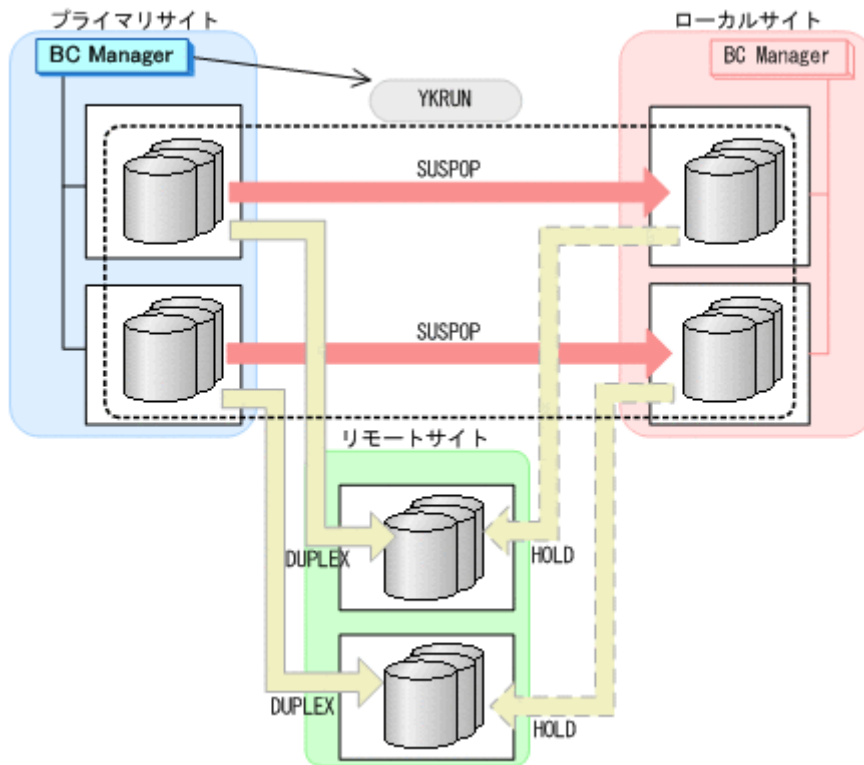 プライマリサイト
ローカルサイト
BC Manager
BC Manager
YKRUN
SUSPOP
SUSPOP
リモートサイト
DUPLEX
HOLD
DUPLEX
HOLD